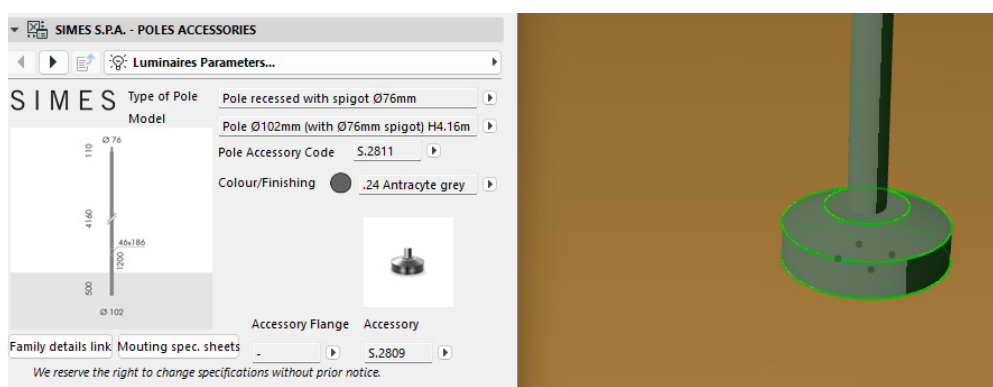 SIMES S.P.A. - POLES ACCESSORIES
Luminaires Parameters...
SIMES
Type of Pole
Pole recessed with spigot Ø76mm
Model
Pole Ø102mm (with Ø76mm spigot) H4.16m
Pole Accessory Code
S.2811
Colour/Finishing
.24 Antracyte grey
Ø 76
110
4160
46x186
1200
500
Ø 102
Accessory Flange
Accessory
-
S.2809
Family details link
Mouting spec. sheets
We reserve the right to change specifications without prior notice.